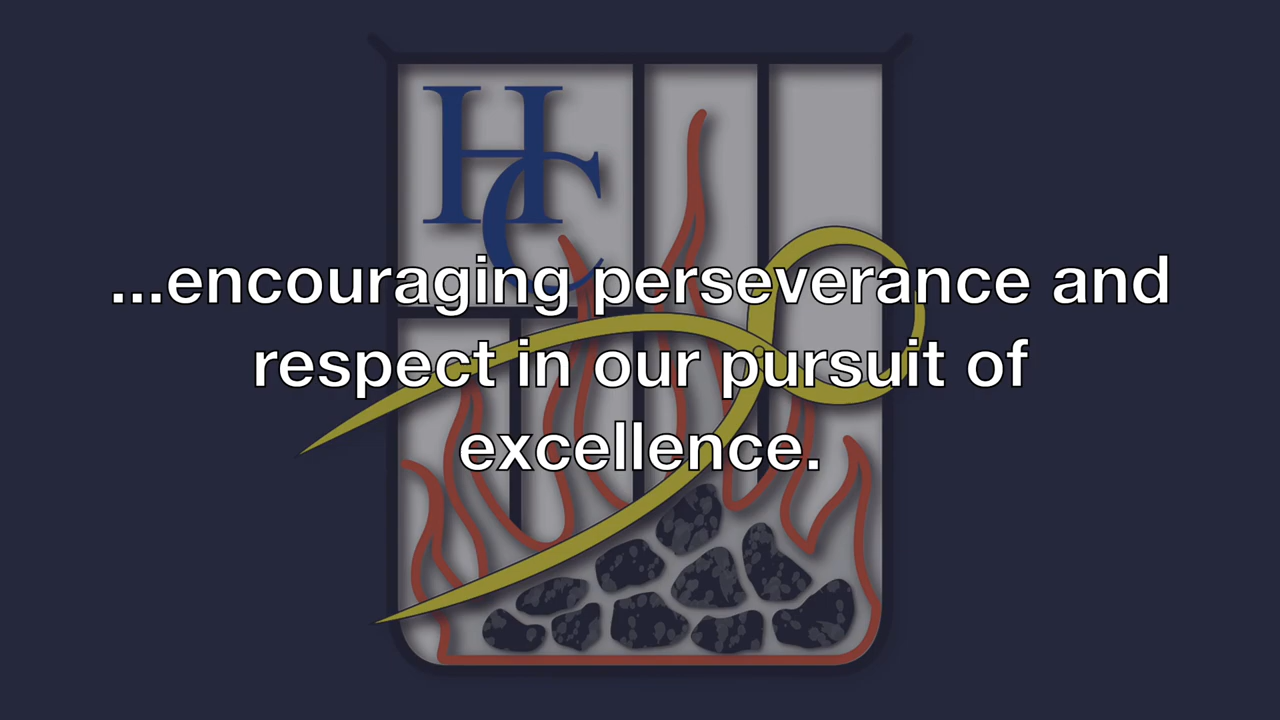 HC
...encouraging perseverance and
respect in our pursuit of
excellence.